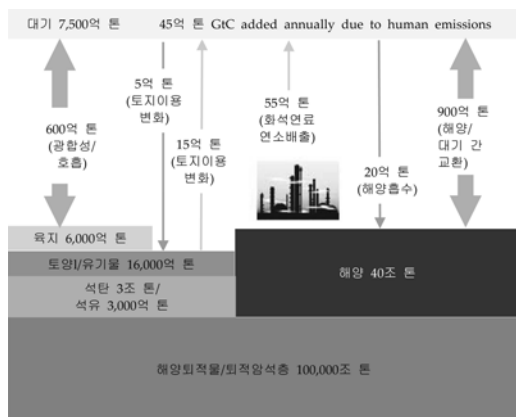 대기 7,500억 톤 45억 톤 GtC added annually due to human emissions
5억 톤
(토지이용
변화)
55억 톤
(화석연료
연소배출)
900억 톤
(해양/
대기 간
교환)
600억 톤
(광합성/
호흡)
15억 톤
(토지이용
변화)
20억 톤
(해양흡수)
육지 6,000억 톤
토양1/유기물 16,000억 톤
해양 40조 톤
석탄 3조 톤/
석유 3,000억 톤
해양퇴적물/퇴적암석층 100,000조 톤